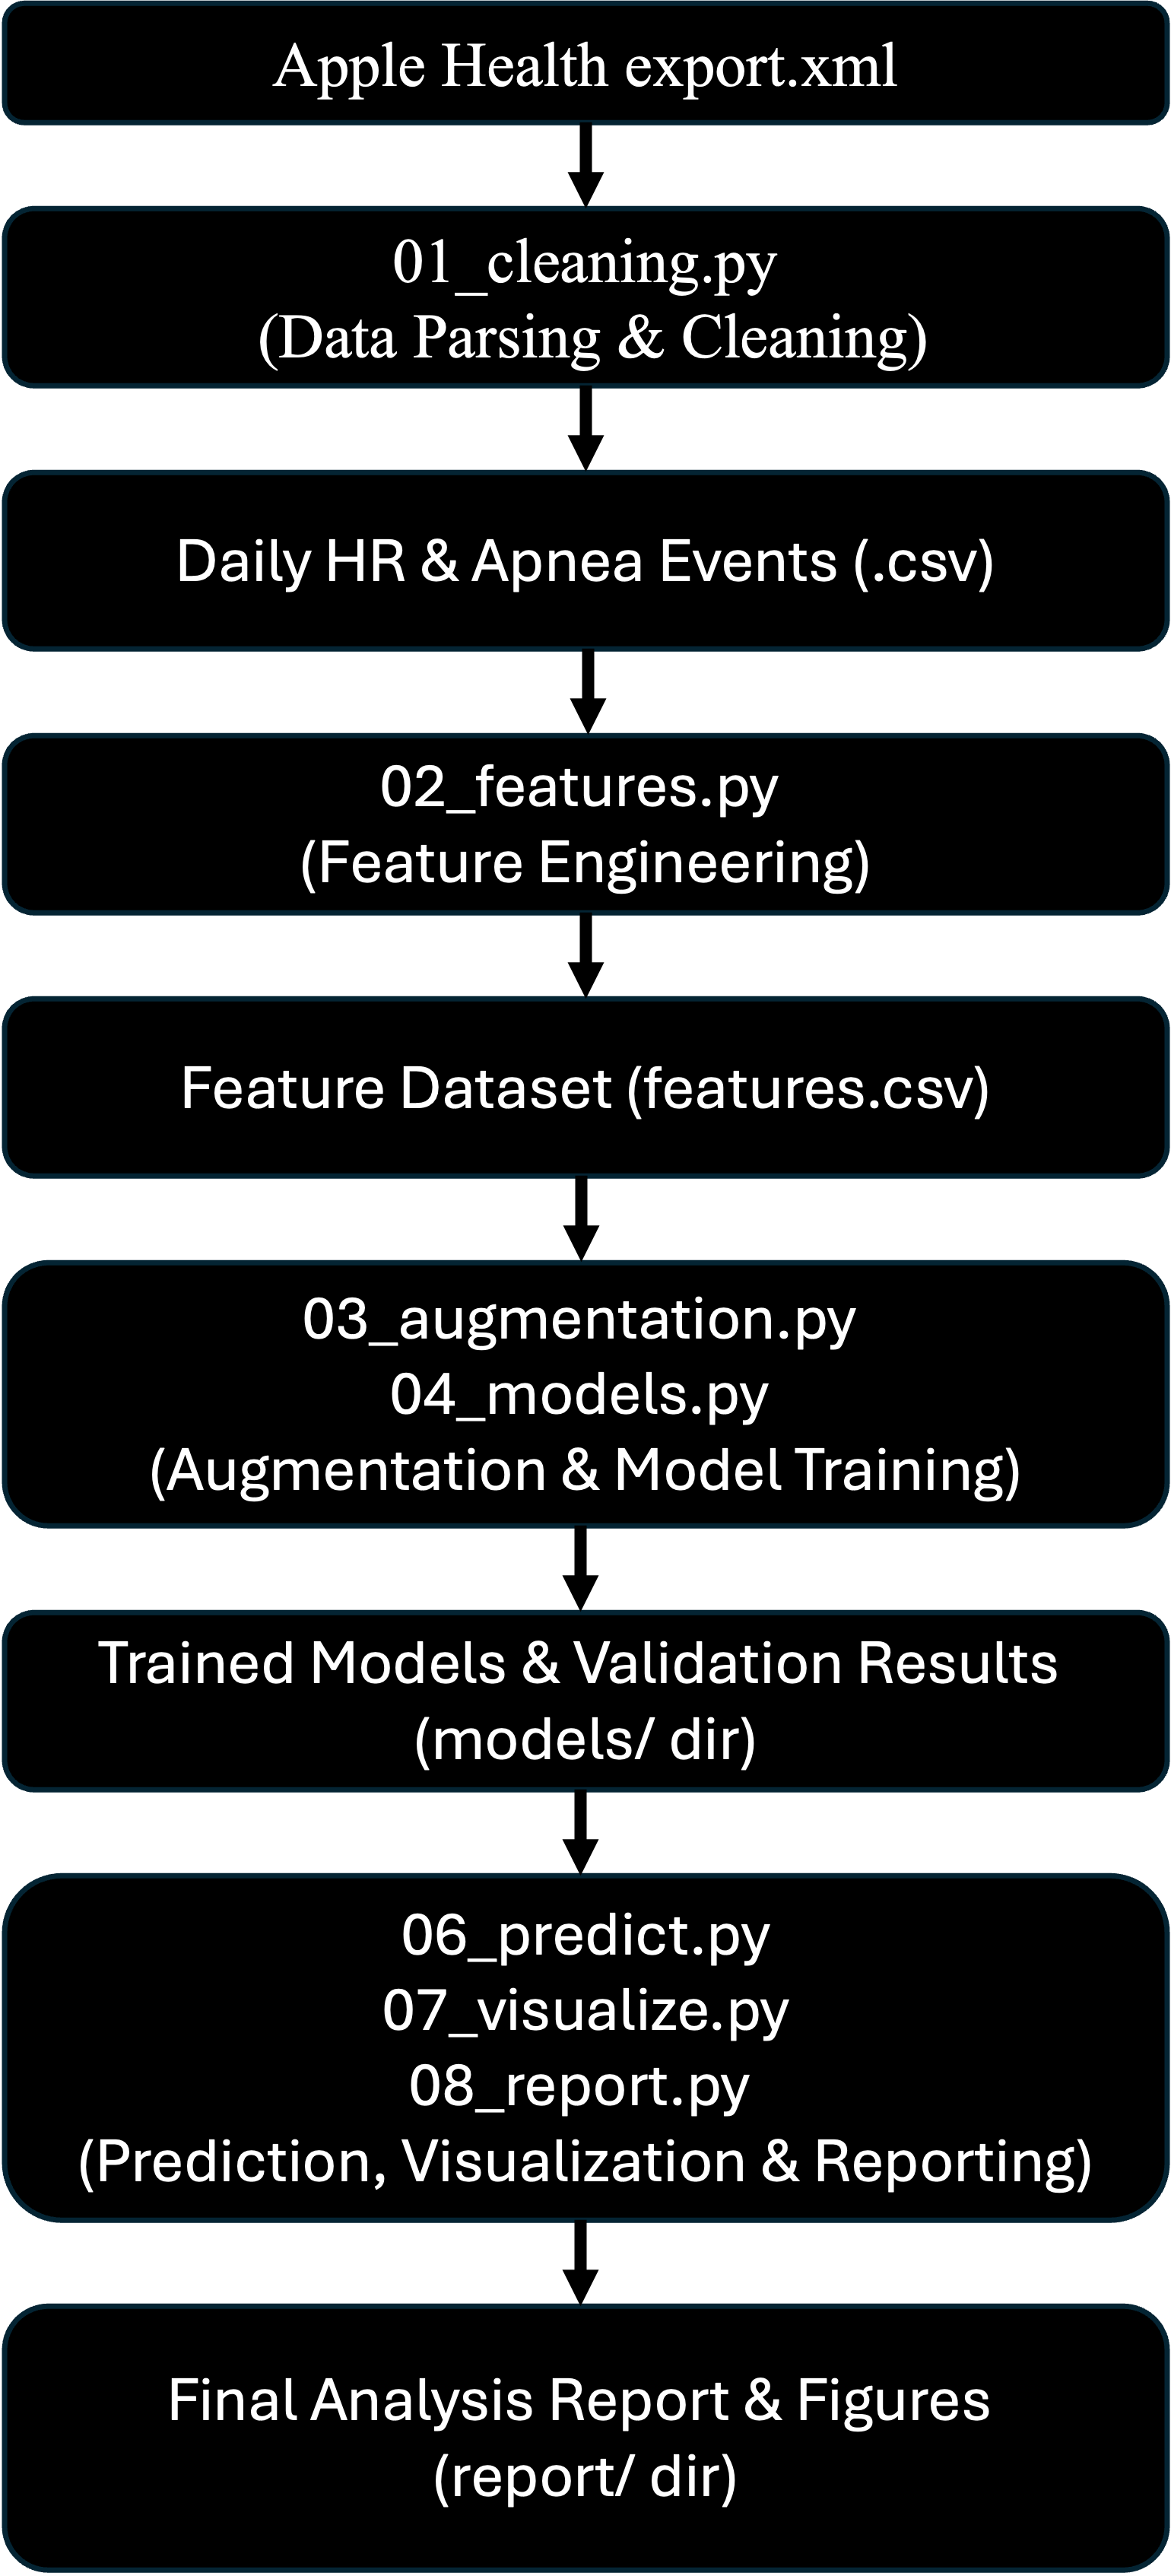 Apple Health export.xml
01_cleaning.py
(Data Parsing & Cleaning)
Daily HR & Apnea Events (.csv)
02_features.py
(Feature Engineering)
Feature Dataset (features.csv)
03_augmentation.py
04_models.py
(Augmentation & Model Training)
Trained Models & Validation Results
(models/ dir)
06_predict.py
07_visualize.py
08_report.py
(Prediction, Visualization & Reporting)
Final Analysis Report & Figures
(report/ dir)